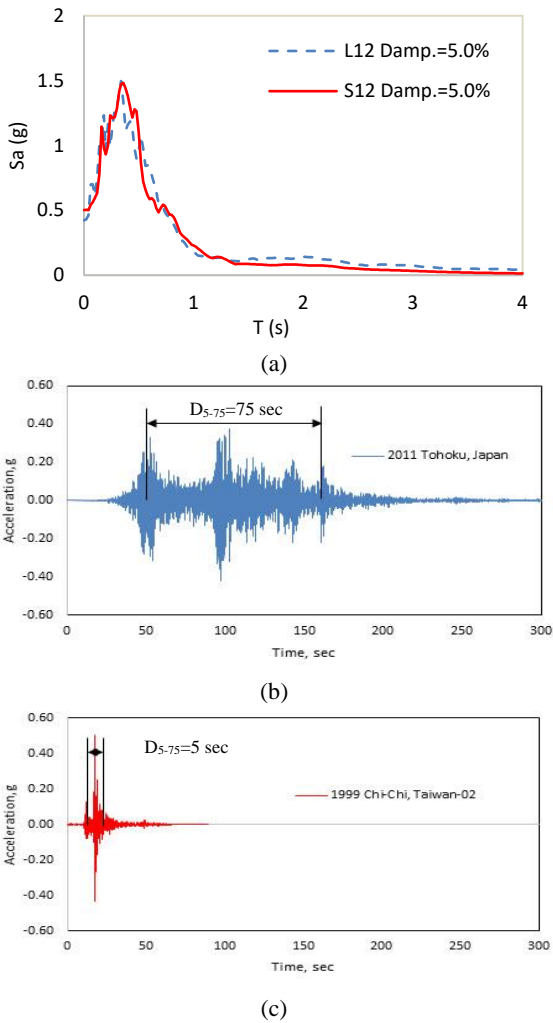 2
1.5
1
0.5
0
Sa (g)
L12 Damp.=5.0%
S12 Damp.=5.0%
0 1 2 3 4
T (s)
(a)
0.60
0.40
0.20
0.00
-0.20
-0.40
-0.60
Acceleration,g
D5-75=75 sec
2011 Tohoku, Japan
0 50 100 150 200 250 300
Time, sec
(b)
0.60
0.40
0.20
0.00
-0.20
-0.40
-0.60
Acceleration,g
D5-75=5 sec
1999 Chi-Chi, Taiwan-02
0 50 100 150 200 250 300
Time, sec
(c)